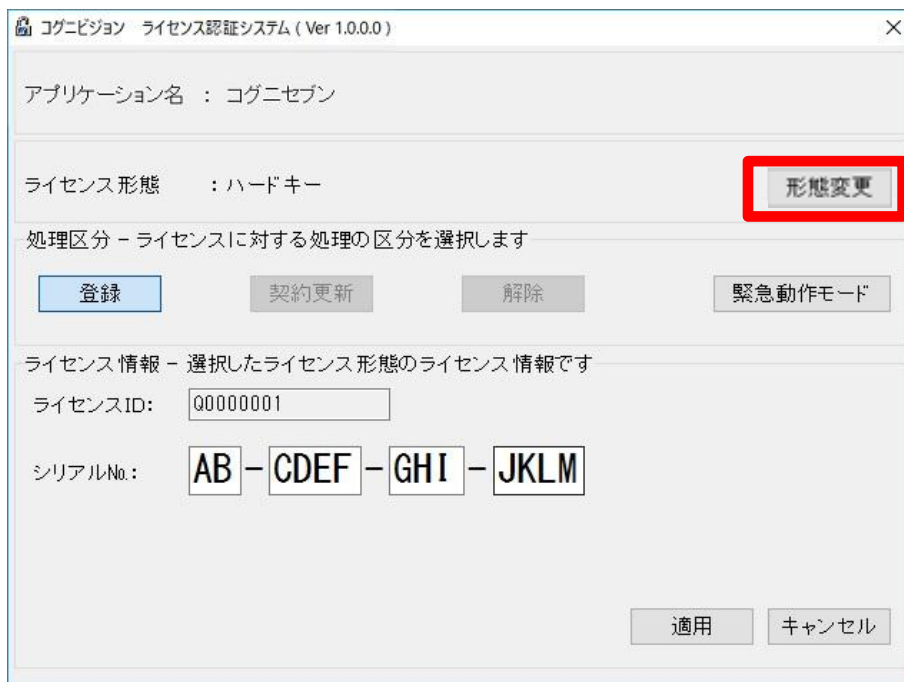 コグニビジョン　ライセンス認証システム ( Ver 1.0.0.0 )
アプリケーション名 ： コグニセブン
ライセンス形態　　：ハードキー　形態変更
処理区分 － ライセンスに対する処理の区分を選択します
登録　契約更新　解除　緊急動作モード
ライセンス情報 － 選択したライセンス形態のライセンス情報です
ライセンスID:　Q0000001
シリアル№:　AB－CDEF－GHI－JKLM
適用　キャンセル